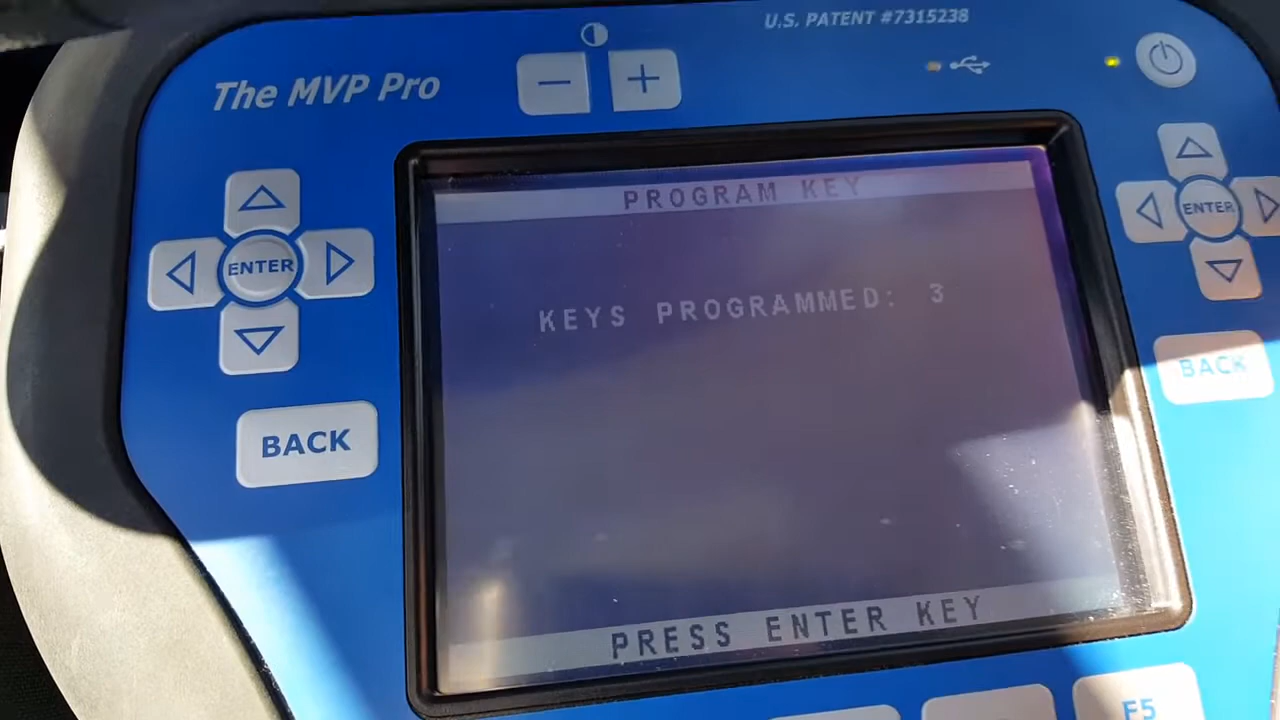 U.S. PATENT #7315238
The MVP Pro
PROGRAM KEY
KEYS PROGRAMMED: 3
ENTER
ENTER
BACK
BACK
PRESS ENTER KEY
F5